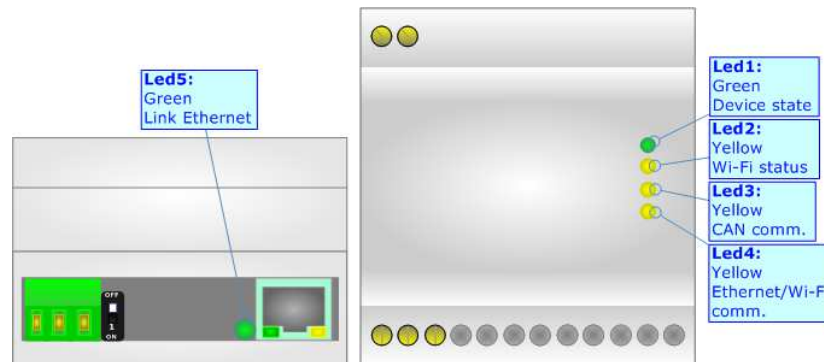 Led5:
Green
Link Ethernet
OFF
1
ON
Led1:
Green
Device state
Led2:
Yellow
Wi-Fi status
Led3:
Yellow
CAN comm.
Led4:
Yellow
Ethernet/Wi-F
comm.